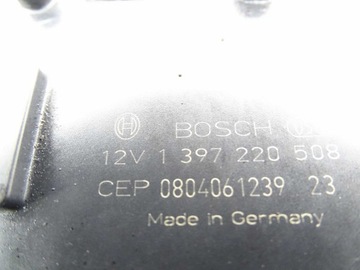 BOSCH
12V 1 397 220 508
CEP 0804061239 23
Made in Germany